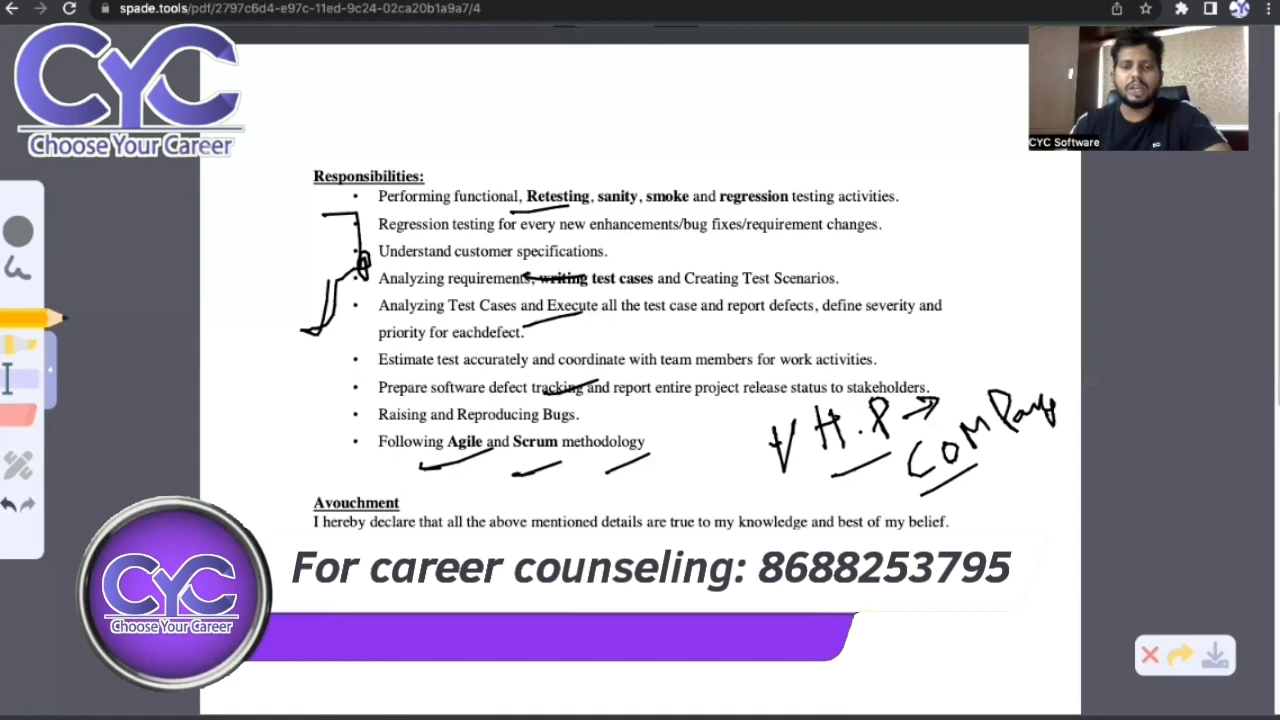 spade.tools/pdf/2797c6d4-e97c-11ed-9c24-02ca20b1a9a7/4
CYC
Choose Your Career
CYC Software
Responsibilities:
• Performing functional, Retesting, sanity, smoke and regression testing activities.
• Regression testing for every new enhancements/bug fixes/requirement changes.
• Understand customer specifications.
• Analyzing requirements, writing test cases and Creating Test Scenarios.
• Analyzing Test Cases and Execute all the test case and report defects, define severity and
priority for eachdefect.
• Estimate test accurately and coordinate with team members for work activities.
• Prepare software defect tracking and report entire project release status to stakeholders.
• Raising and Reproducing Bugs.
• Following Agile and Scrum methodology
H.P →
Avouchment
I hereby declare that all the above mentioned details are true to my knowledge and best of my belief.
For career counseling: 8688253795
CYC
Choose Your Career